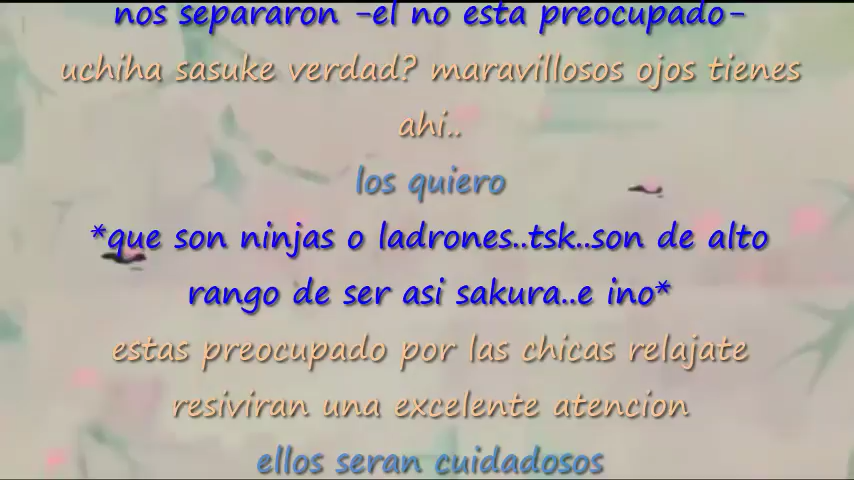 nos separaron -el no esta preocupado-
uchiha sasuke verdad? maravillosos ojos tienes
ahi..
los quiero
*que son ninjas o ladrones..tsk..son de alto
rango de ser asi sakura..e ino*
estas preocupado por las chicas relajate
resiviran una excelente atencion
ellos seran cuidadosos